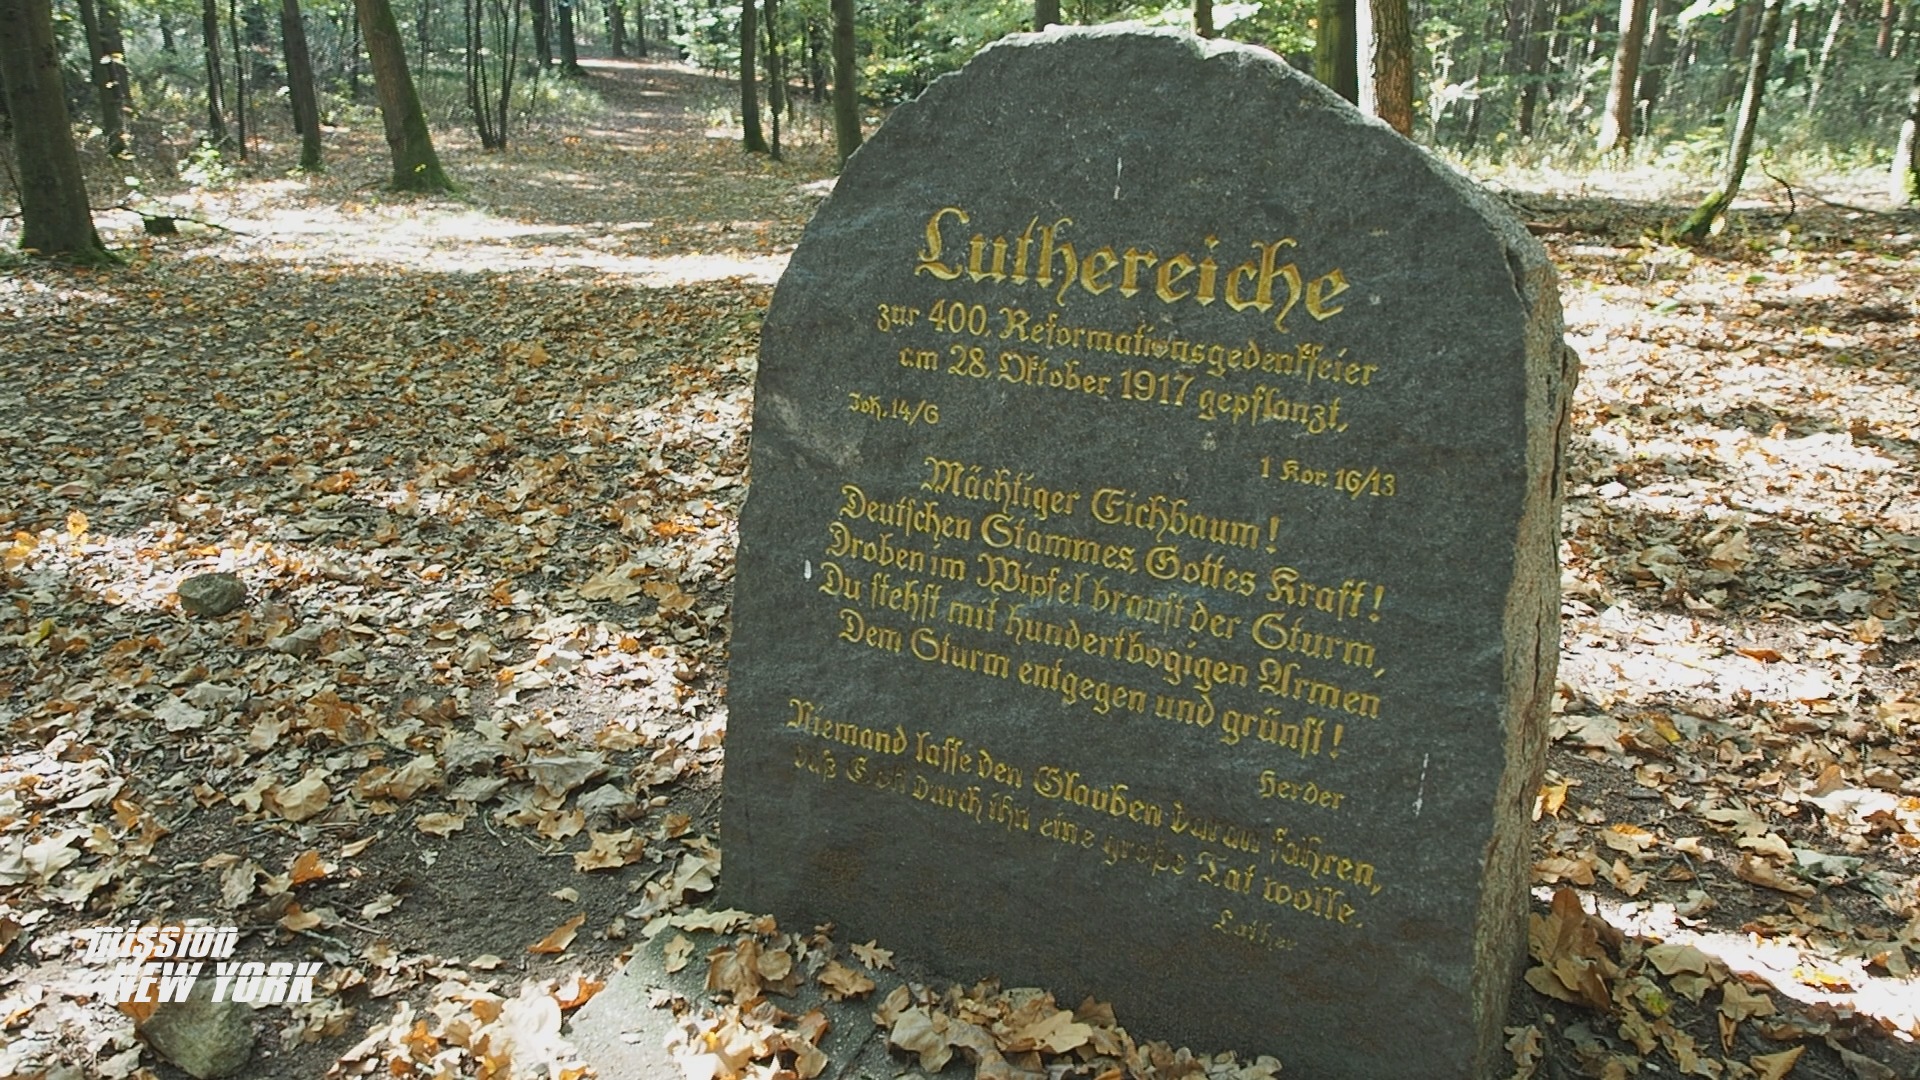 Luthereiche
zur 400. Reformationsgedenkfeier
am 28. Oktober 1917 gepflanzt,
Joh. 14/6
1 Kor. 16/13
Mächtiger Eichbaum!
Deutschen Stammes, Gottes Kraft!
Droben im Wipfel braust der Sturm,
Du stehst mit hundertbogigen Armen
Dem Sturm entgegen und grünst!
Herder
Niemand lasse den Glauben daran fahren,
daß Gott durch ihn eine große Tat wolle.
Luther
mission
NEW YORK